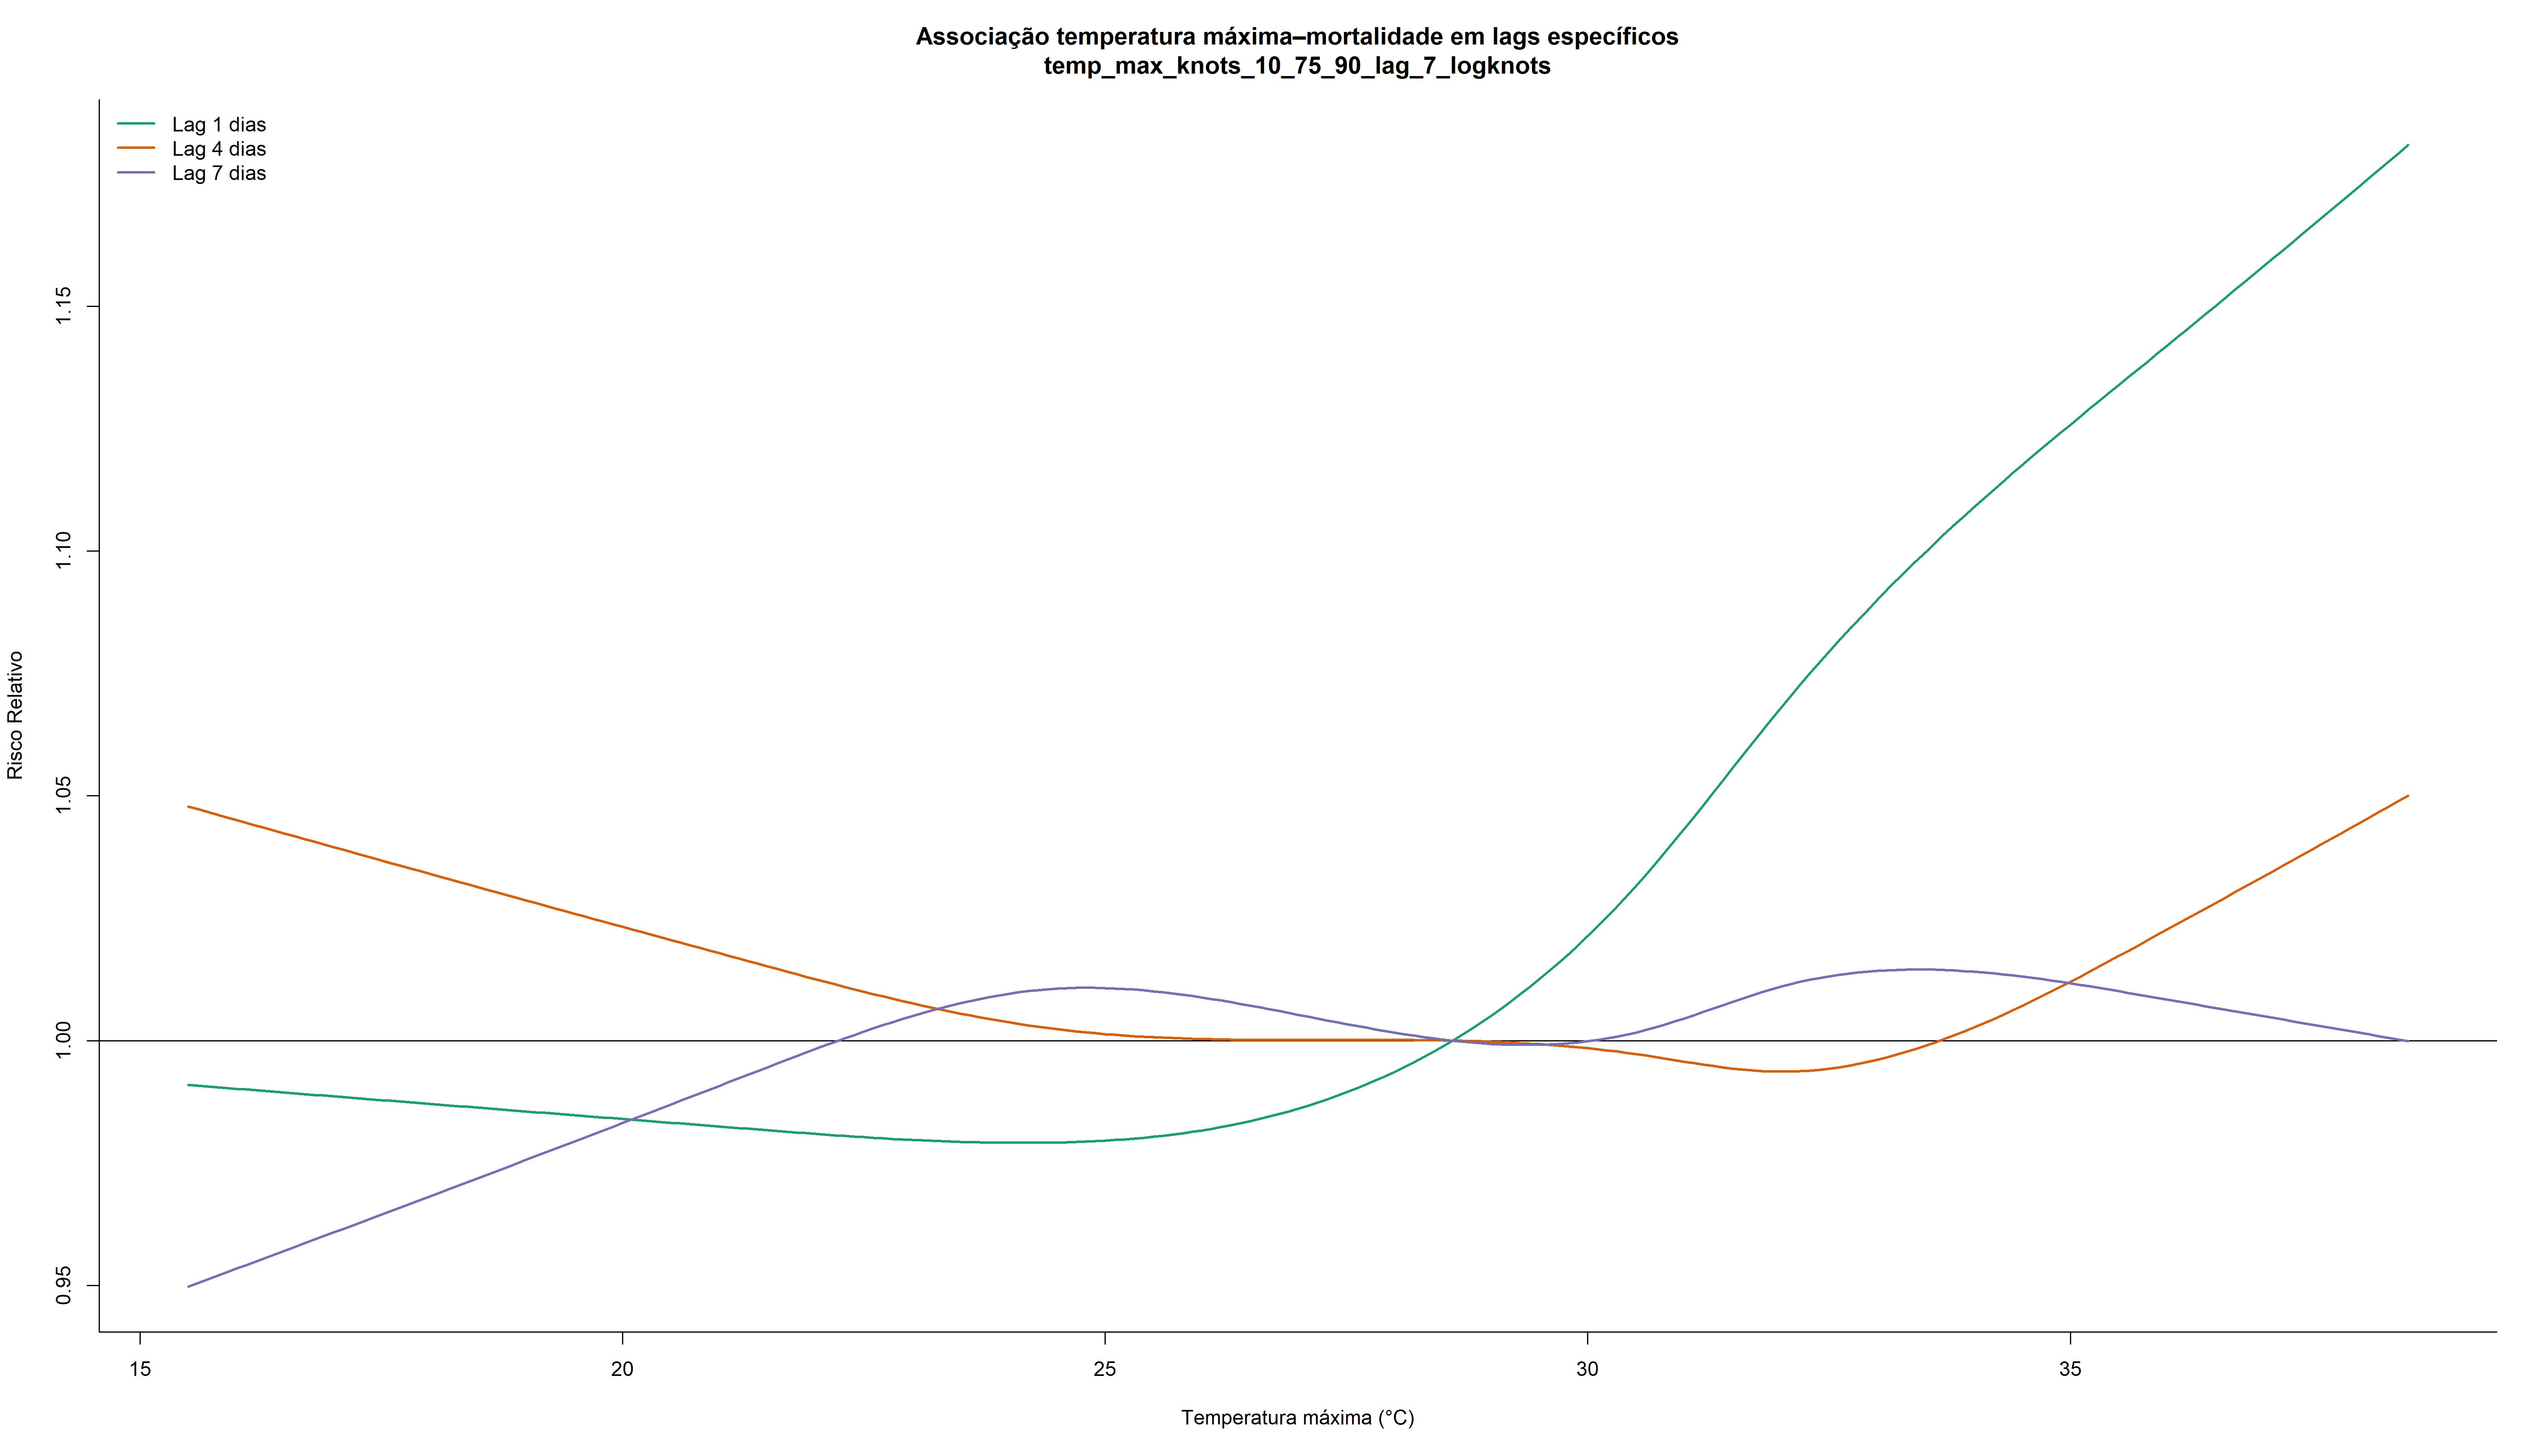 Associação temperatura máxima–mortalidade em lags específicos
temp_max_knots_10_75_90_lag_7_logknots
Lag 1 dias
Lag 4 dias
Lag 7 dias
Risco Relativo
1.15
1.10
1.05
1.00
0.95
15 20 25 30 35
Temperatura máxima (°C)